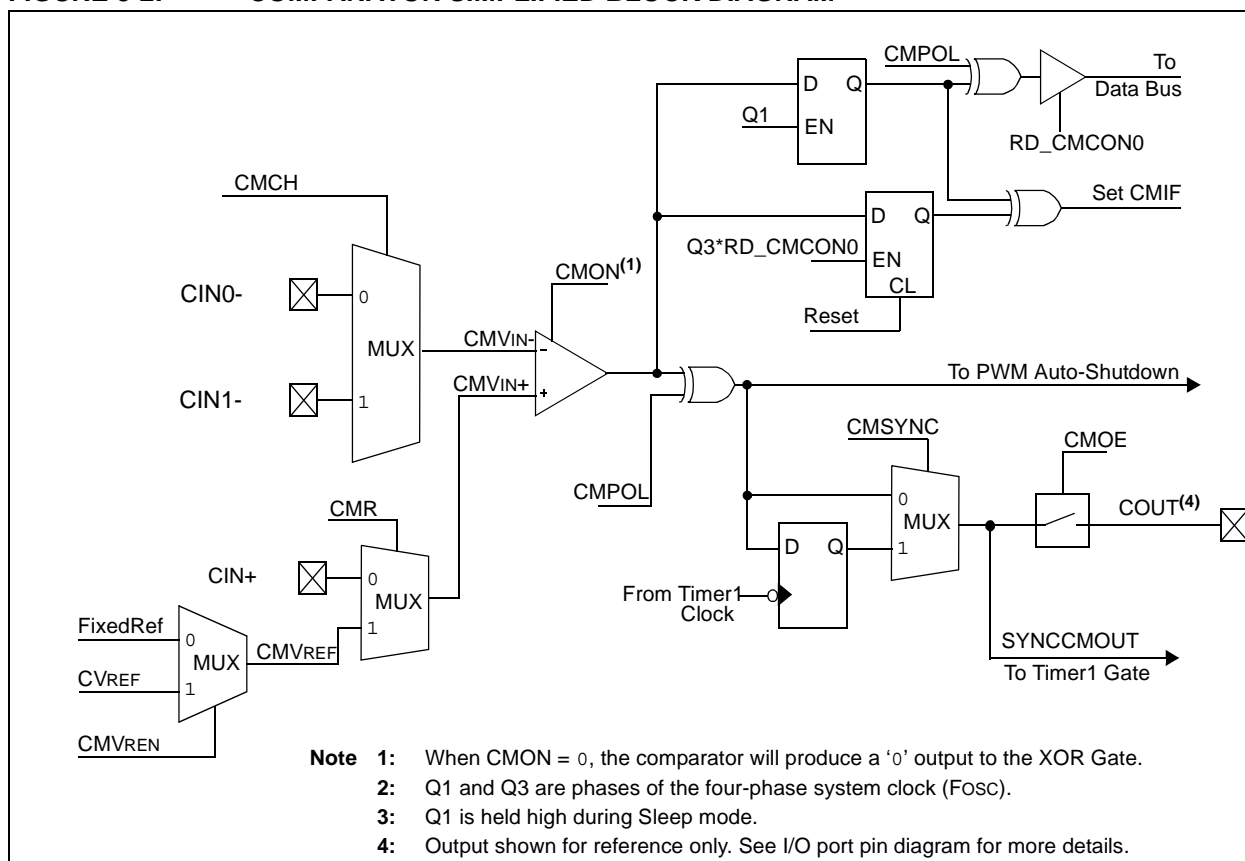 CMPOL
To
Data Bus
D Q
Q1
EN
RD_CMCON0
CMCH
Set CMIF
D Q
Q3*RD_CMCON0
EN
CL
Reset
CMON(1)
CIN0-
0
MUX
CMVIN-
-
CIN1-
1
CMVIN+
+
To PWM Auto-Shutdown
CMSYNC
CMOE
CMPOL
0
MUX
1
COUT(4)
CMR
D Q
CIN+
0
MUX
1
From Timer1
Clock
FixedRef
0
MUX
CMVREF
SYNCCMOUT
CVREF
1
To Timer1 Gate
CMVREN
Note 1: When CMON = 0, the comparator will produce a ‘0’ output to the XOR Gate.
2: Q1 and Q3 are phases of the four-phase system clock (FOSC).
3: Q1 is held high during Sleep mode.
4: Output shown for reference only. See I/O port pin diagram for more details.